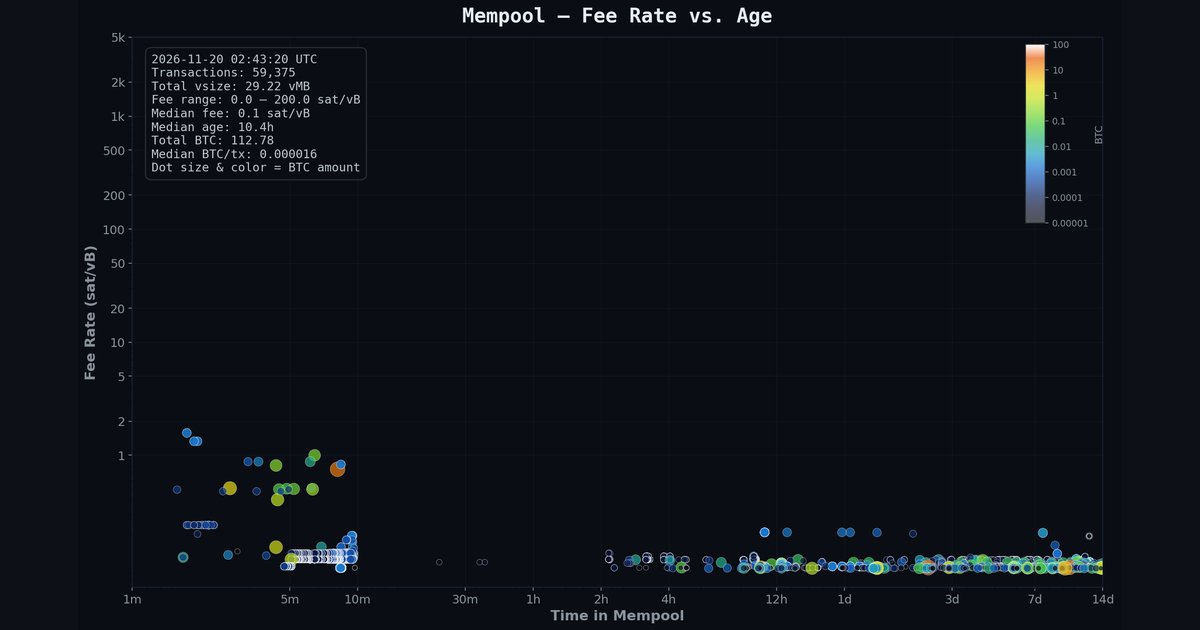 Mempool — Fee Rate vs. Age
2026-11-20 02:43:20 UTC
Transactions: 59,375
Total vsize: 29.22 vMB
Fee range: 0.0 — 200.0 sat/vB
Median fee: 0.1 sat/vB
Median age: 10.4h
Total BTC: 112.78
Median BTC/tx: 0.000016
Dot size & color = BTC amount
100
10
1
0.1
0.01
0.001
0.0001
0.00001
BTC
5k
2k
1k
500
200
100
50
20
10
5
2
1
Fee Rate (sat/vB)
1m
5m
10m
30m
1h
2h
4h
12h
1d
3d
7d
14d
Time in Mempool